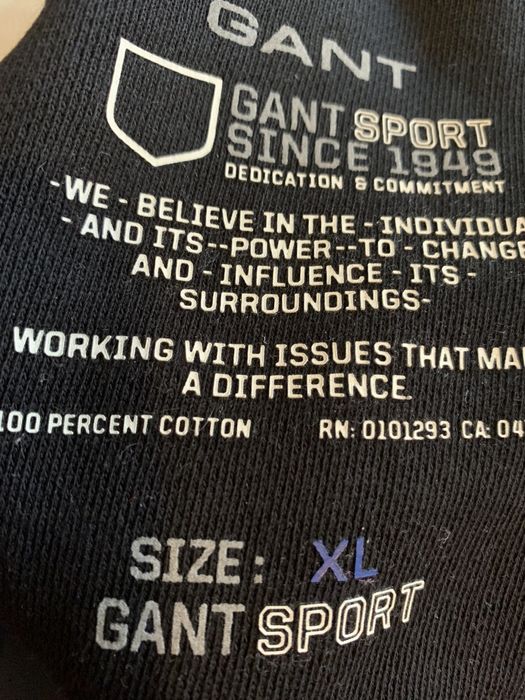 GANT
GANT SPORT
SINCE 1949
DEDICATION & COMMITMENT
-WE - BELIEVE IN THE - INDIVIDUA
- AND ITS--POWER--TO - CHANGE
AND - INFLUENCE - ITS -
SURROUNDINGS-
WORKING WITH ISSUES THAT MA
A DIFFERENCE.
100 PERCENT COTTON RN: 0101293 CA: 04
SIZE: XL
GANT SPORT